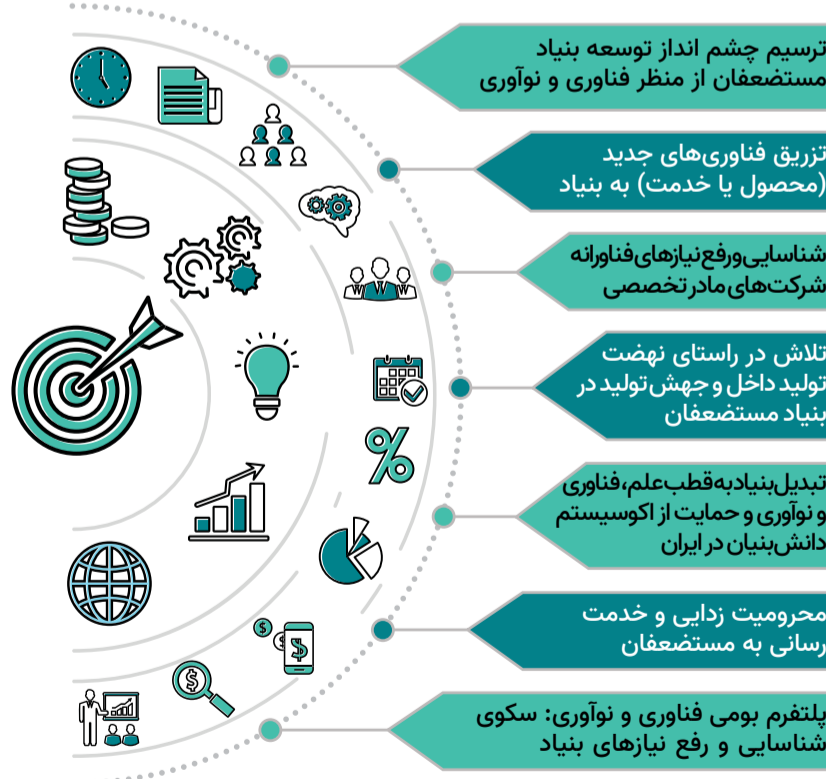 ترسیم چشم انداز توسعه بنیاد
مستضعفان از منظر فناوری و نوآوری
تزریق فناوری‌های جدید
(محصول یا خدمت) به بنیاد
شناسایی و رفع نیازهای فناورانه
شرکت‌های مادر تخصصی
تلاش در راستای نهضت
تولید داخل و جهش تولید در
بنیاد مستضعفان
تبدیل بنیاد به قطب علم، فناوری
و نوآوری و حمایت از اکوسیستم
دانش‌بنیان در ایران
محرومیت زدایی و خدمت
رسانی به مستضعفان
پلتفرم بومی فناوری و نوآوری: سکوی
شناسایی و رفع نیازهای بنیاد
%
$
$
$
$